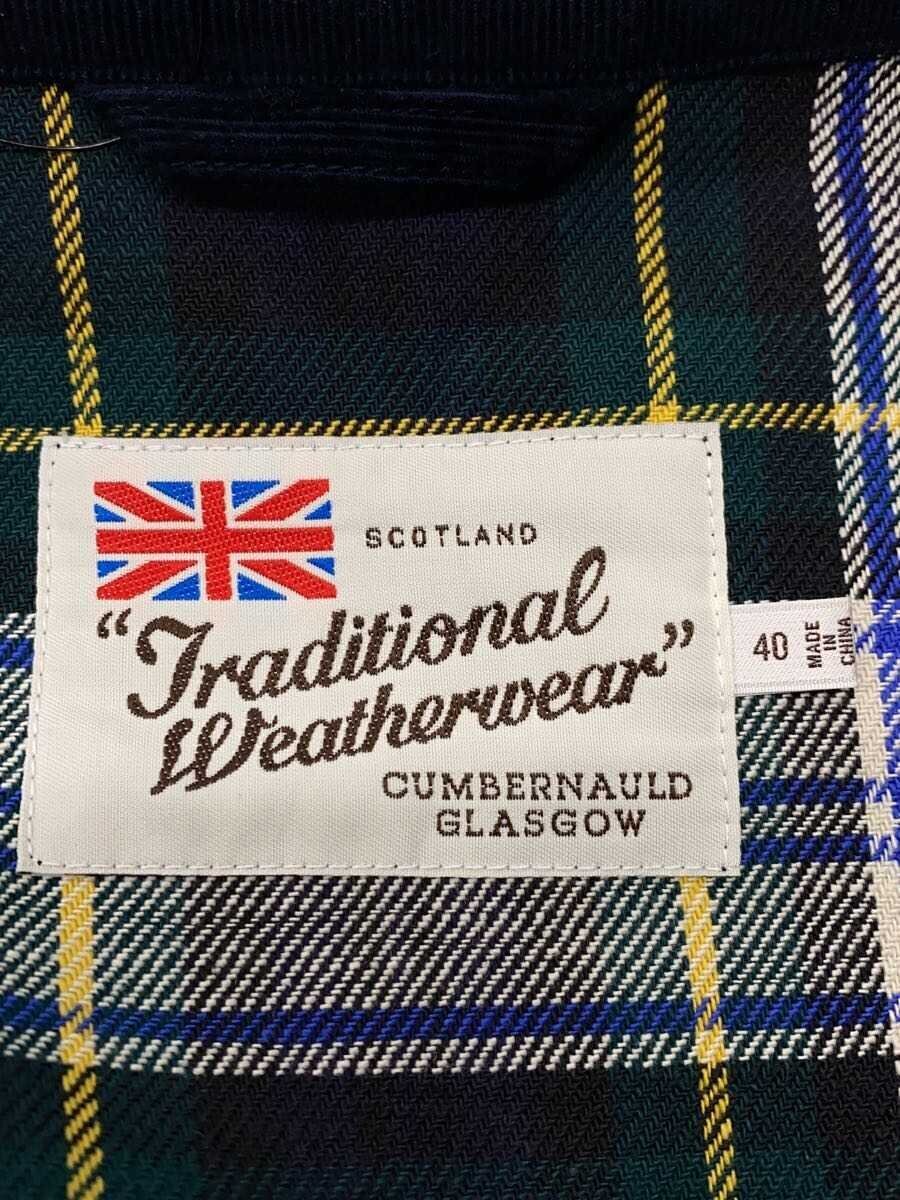 SCOTLAND
"Traditional
Weatherwear"
CUMBERNAULD
GLASGOW
40
MADE
IN
CHINA